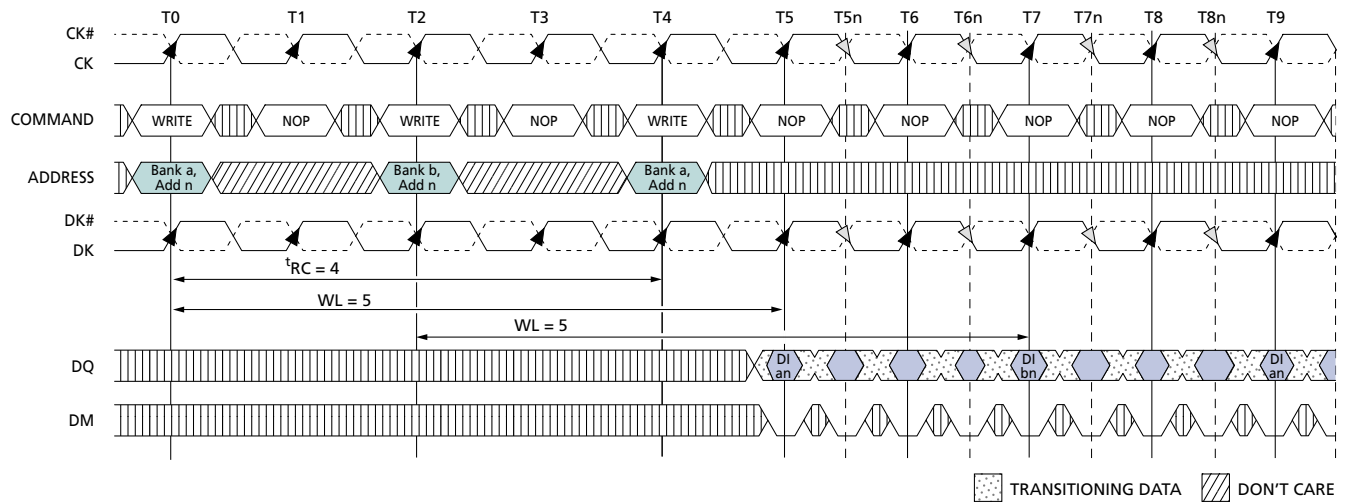 T0 T1 T2 T3 T4 T5 T5n T6 T6n T7 T7n T8 T8n T9
CK#
CK
COMMAND WRITE NOP WRITE NOP WRITE NOP NOP NOP NOP NOP
ADDRESS Bank a, Add n Bank b, Add n Bank a, Add n
DK#
DK
tRC = 4
WL = 5
WL = 5
DQ DI an DI bn DI an
DM
TRANSITIONING DATA DON'T CARE